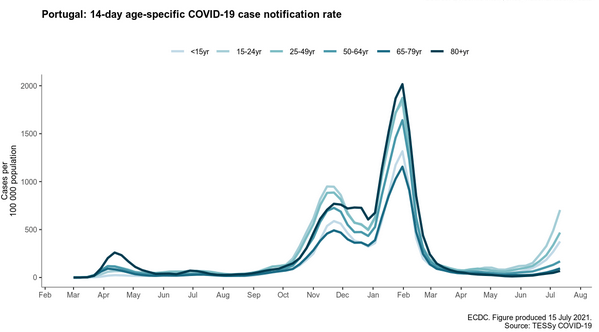 Portugal: 14-day age-specific COVID-19 case notification rate
<15yr 15-24yr 25-49yr 50-64yr 65-79yr 80+yr
Cases per
100 000 population
2000
1500
1000
500
0
Feb Mar Apr May Jun Jul Aug Sep Oct Nov Dec Jan Feb Mar Apr May Jun Jul Aug
ECDC. Figure produced 15 July 2021.
Source: TESSy COVID-19